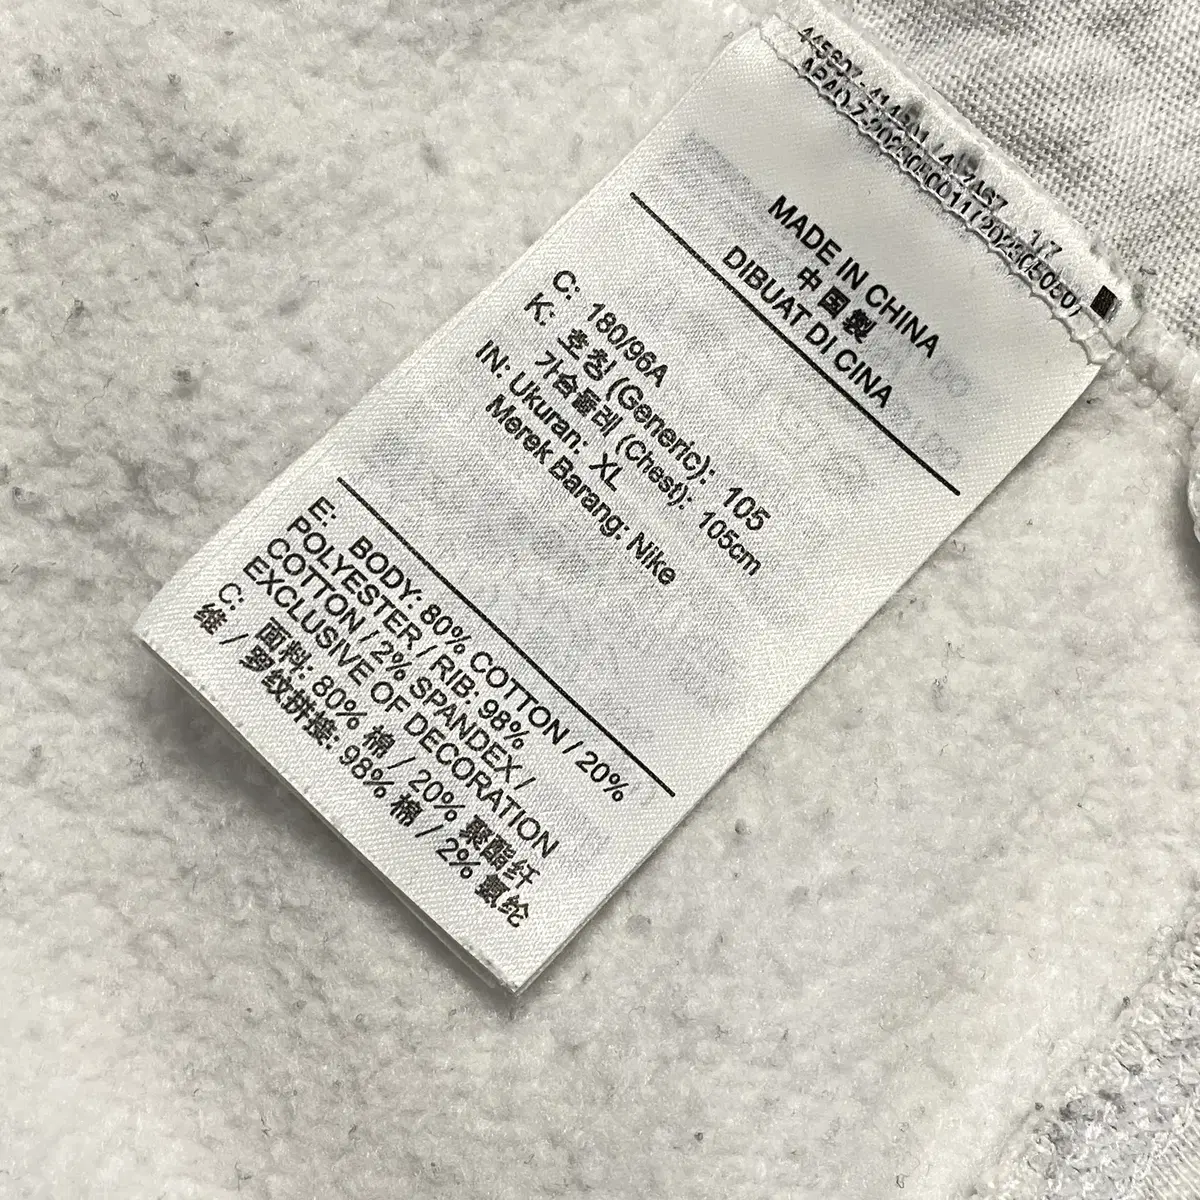 1/7
MADE IN CHINA
中国製
DIBUAT DI CINA
C: 180/96A
K: 호칭 (Generic): 105
가슴둘레 (Chest): 105cm
IN: Ukuran: XL
Merek Barang: Nike
E: BODY: 80% COTTON / 20%
POLYESTER / RIB: 98%
COTTON / 2% SPANDEX /
EXCLUSIVE OF DECORATION
C: 面料: 80% 棉 / 20% 聚酯纤
维 / 罗纹拼接: 98% 棉 / 2% 氨纶